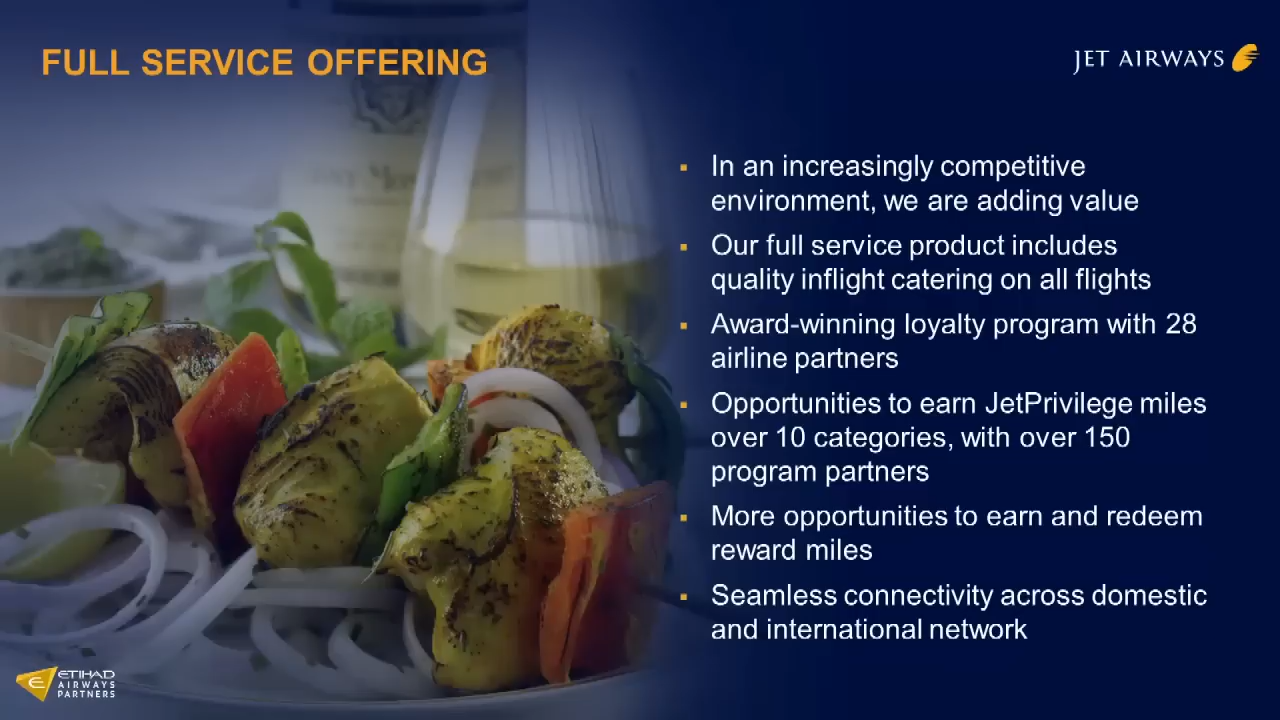 FULL SERVICE OFFERING
JET AIRWAYS
In an increasingly competitive
environment, we are adding value
Our full service product includes
quality inflight catering on all flights
Award-winning loyalty program with 28
airline partners
Opportunities to earn JetPrivilege miles
over 10 categories, with over 150
program partners
More opportunities to earn and redeem
reward miles
Seamless connectivity across domestic
and international network
ETIHAD
AIRWAYS
PARTNERS